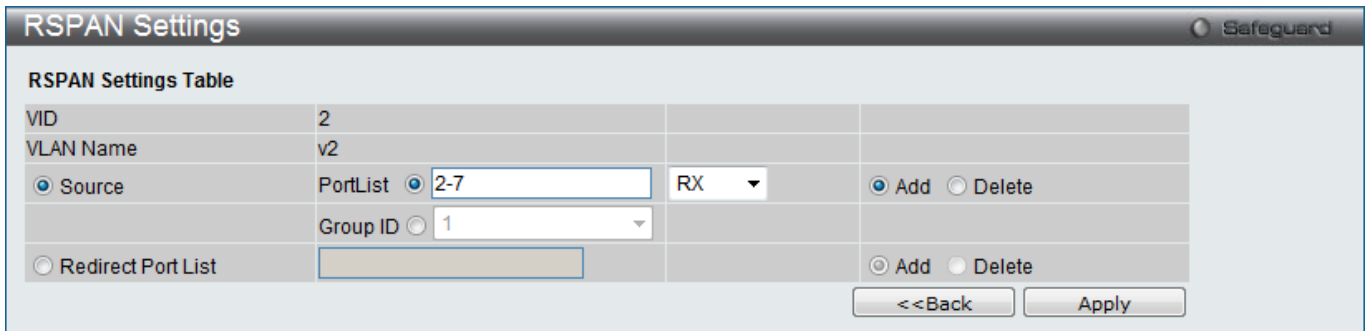 RSPAN Settings Safeguard
RSPAN Settings Table
VID 2
VLAN Name v2
Source PortList 2-7 RX Add Delete
Group ID 1
Redirect Port List Add Delete
<<Back Apply